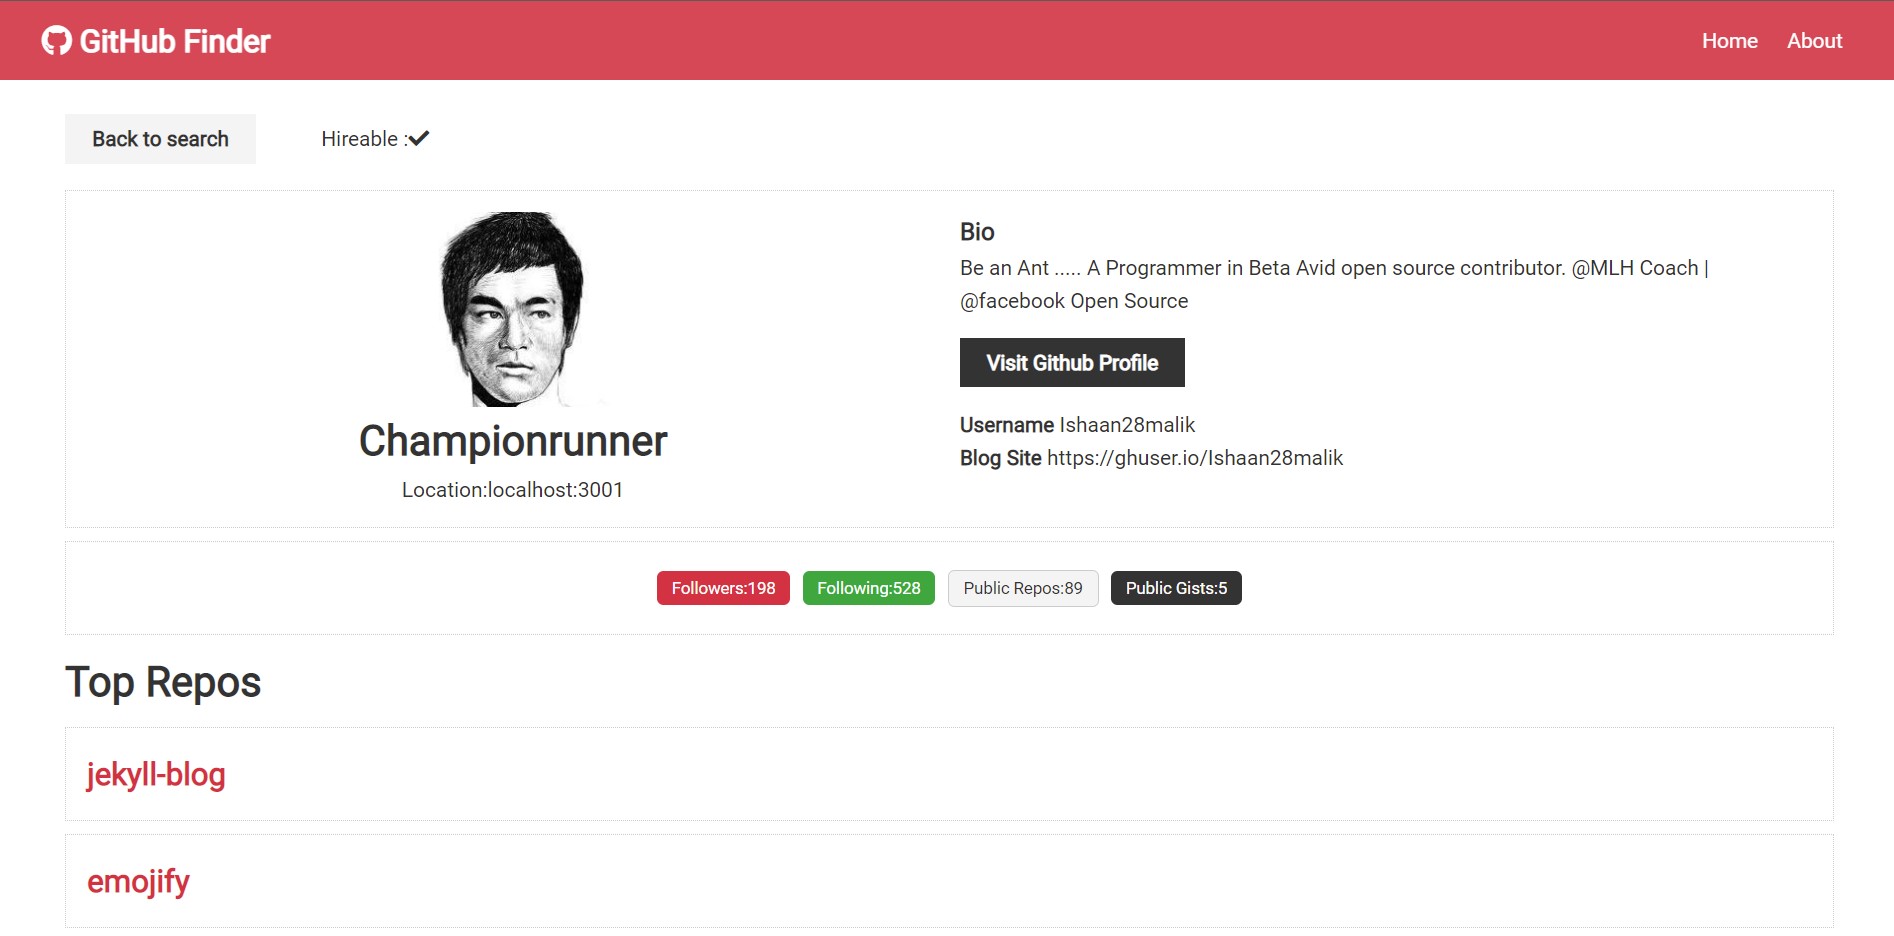 GitHub Finder
Home About
Back to search
Hireable :
Bio
Be an Ant ..... A Programmer in Beta Avid open source contributor. @MLH Coach |
@facebook Open Source
Visit Github Profile
Championrunner
Location:localhost:3001
Username Ishaan28malik
Blog Site https://ghuser.io/Ishaan28malik
Followers:198 Following:528 Public Repos:89 Public Gists:5
Top Repos
jekyll-blog
emojify